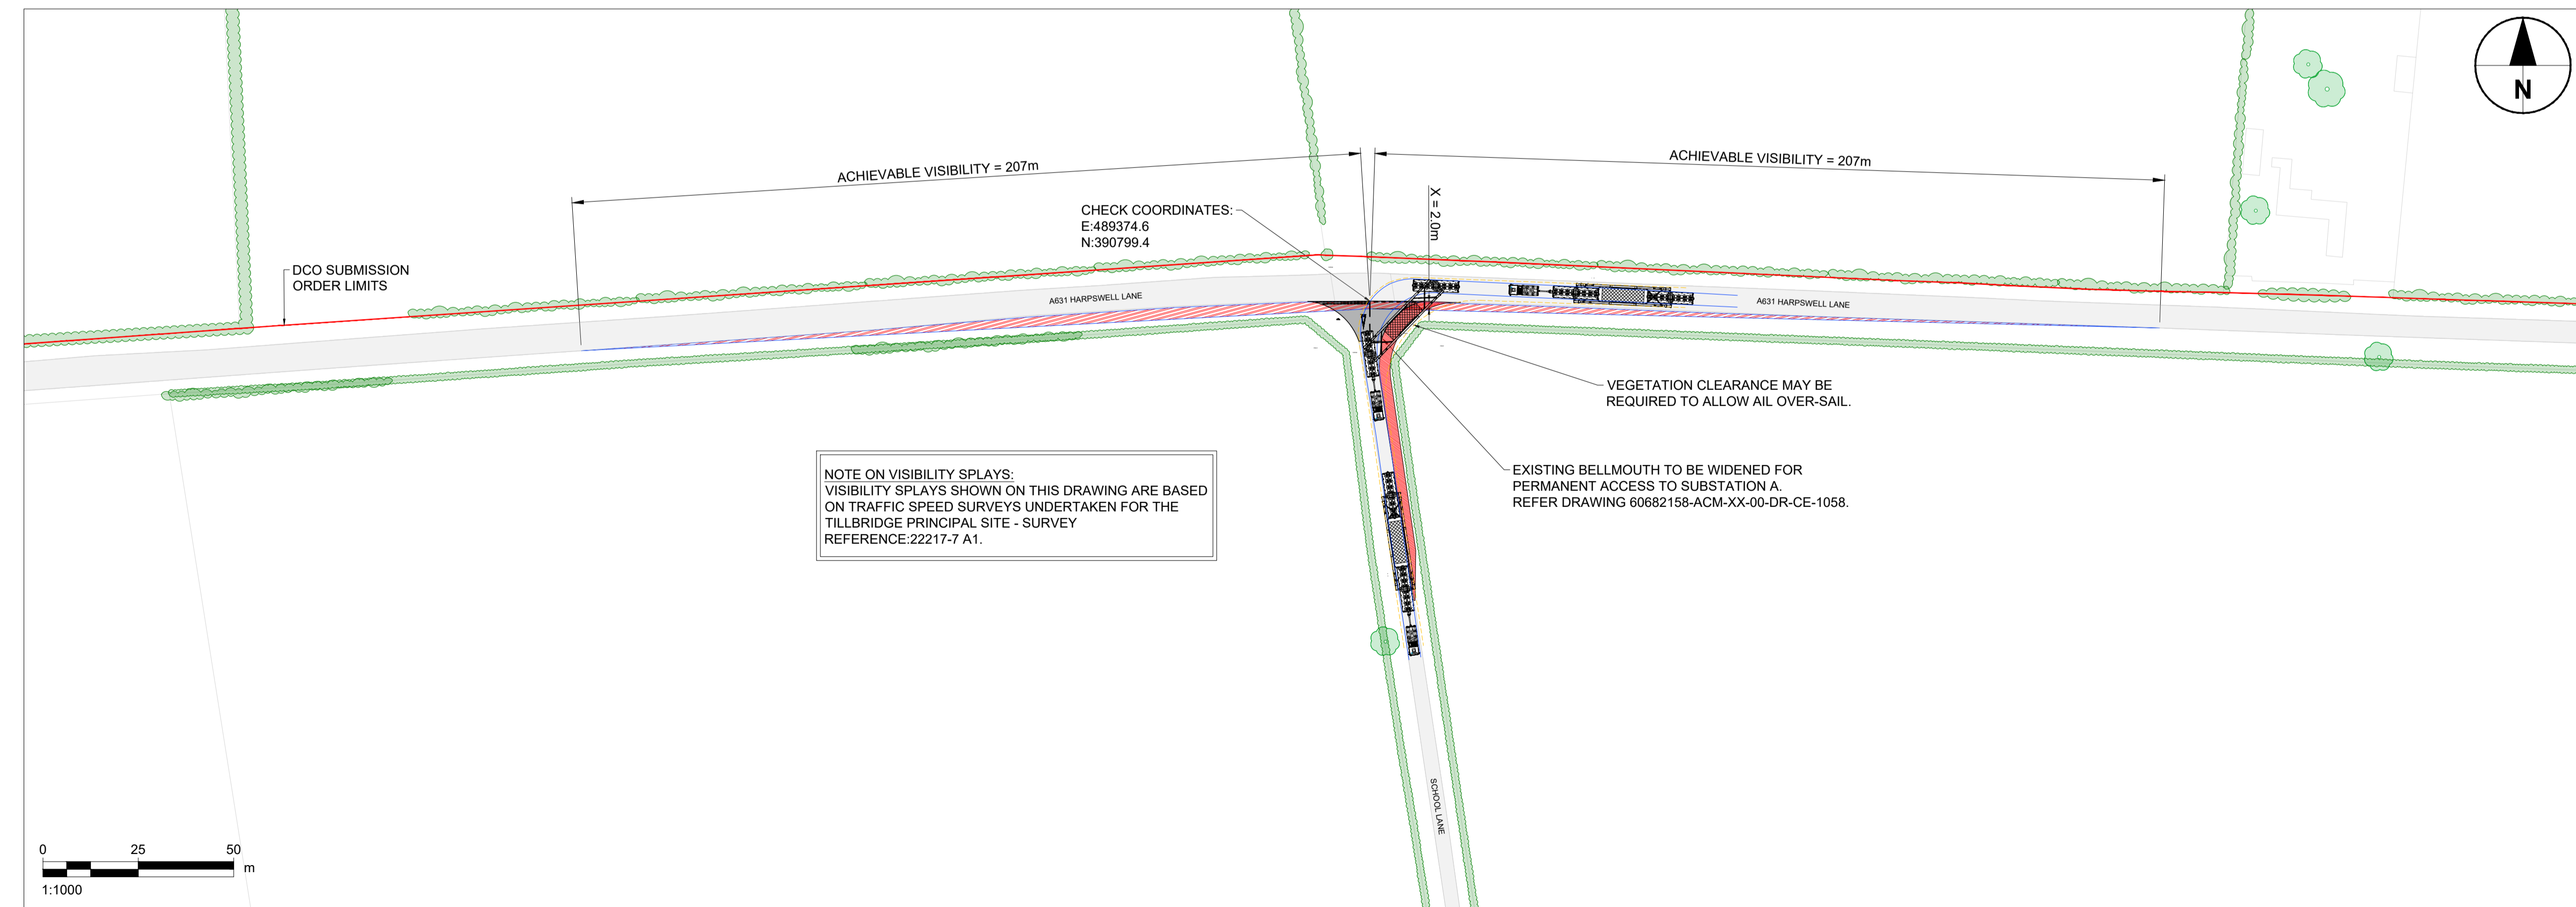 N
ACHIEVABLE VISIBILITY = 207m
ACHIEVABLE VISIBILITY = 207m
X = 2.0m
CHECK COORDINATES:
E:489374.6
N:390799.4
DCO SUBMISSION
ORDER LIMITS
A631 HARPSWELL LANE
A631 HARPSWELL LANE
VEGETATION CLEARANCE MAY BE
REQUIRED TO ALLOW AIL OVER-SAIL.
EXISTING BELLMOUTH TO BE WIDENED FOR
PERMANENT ACCESS TO SUBSTATION A.
REFER DRAWING 60682158-ACM-XX-00-DR-CE-1058.
NOTE ON VISIBILITY SPLAYS:
VISIBILITY SPLAYS SHOWN ON THIS DRAWING ARE BASED
ON TRAFFIC SPEED SURVEYS UNDERTAKEN FOR THE
TILLBRIDGE PRINCIPAL SITE - SURVEY
REFERENCE:22217-7 A1.
SCHOOL LANE
0 25 50
m
1:1000